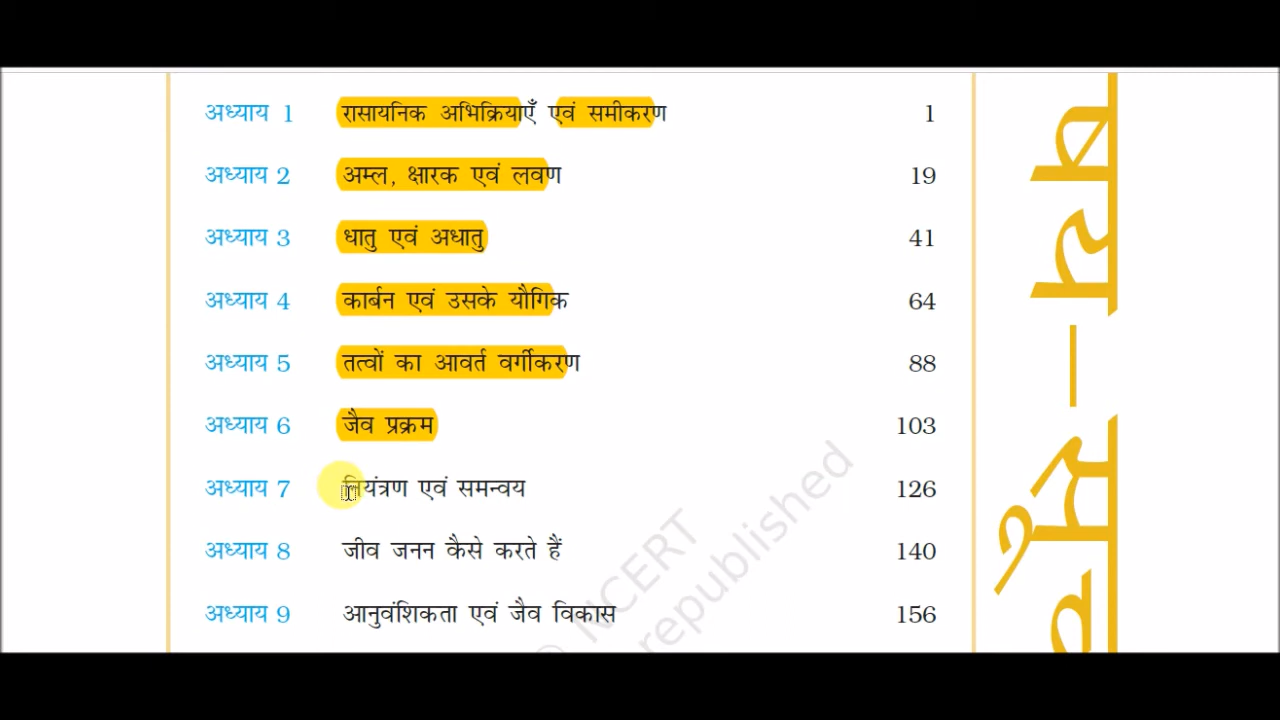 अध्याय 1 रासायनिक अभिक्रियाएँ एवं समीकरण 1
अध्याय 2 अम्ल, क्षारक एवं लवण 19
अध्याय 3 धातु एवं अधातु 41
अध्याय 4 कार्बन एवं उसके यौगिक 64
अध्याय 5 तत्वों का आवर्त वर्गीकरण 88
अध्याय 6 जैव प्रक्रम 103
अध्याय 7 नियंत्रण एवं समन्वय 126
अध्याय 8 जीव जनन कैसे करते हैं 140
अध्याय 9 आनुवंशिकता एवं जैव विकास 156
© NCERT
republished